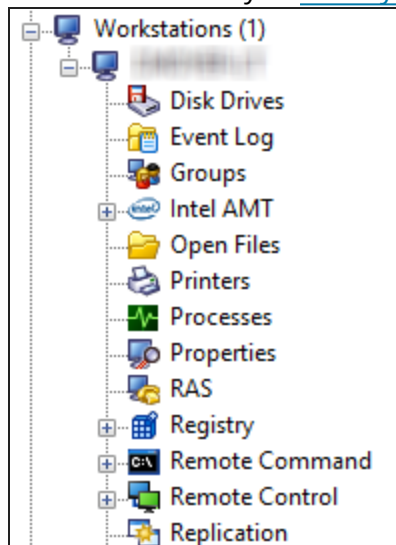 Workstations (1)
Disk Drives
Event Log
Groups
intel Intel AMT
Open Files
Printers
Processes
Properties
RAS
Registry
C:\ Remote Command
Remote Control
Replication